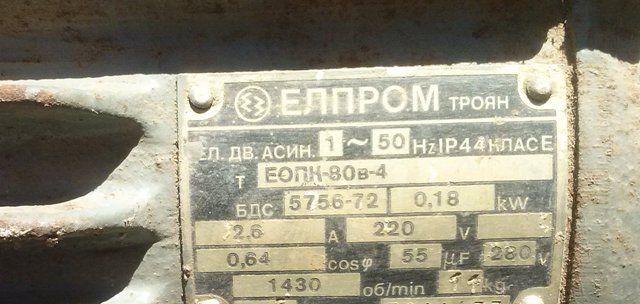 ЕЛПРОМ ТРОЯН
ЕЛ. ДВ. АСИН. 1 ~ 50 Hz IP44 КЛАС Е
Т ЕОПК-80в-4
БДС 5756-72 0,18 kW
2,6 A 220 V
0,64 cosφ 55 μF 280 V
1430 об/min 11 kg